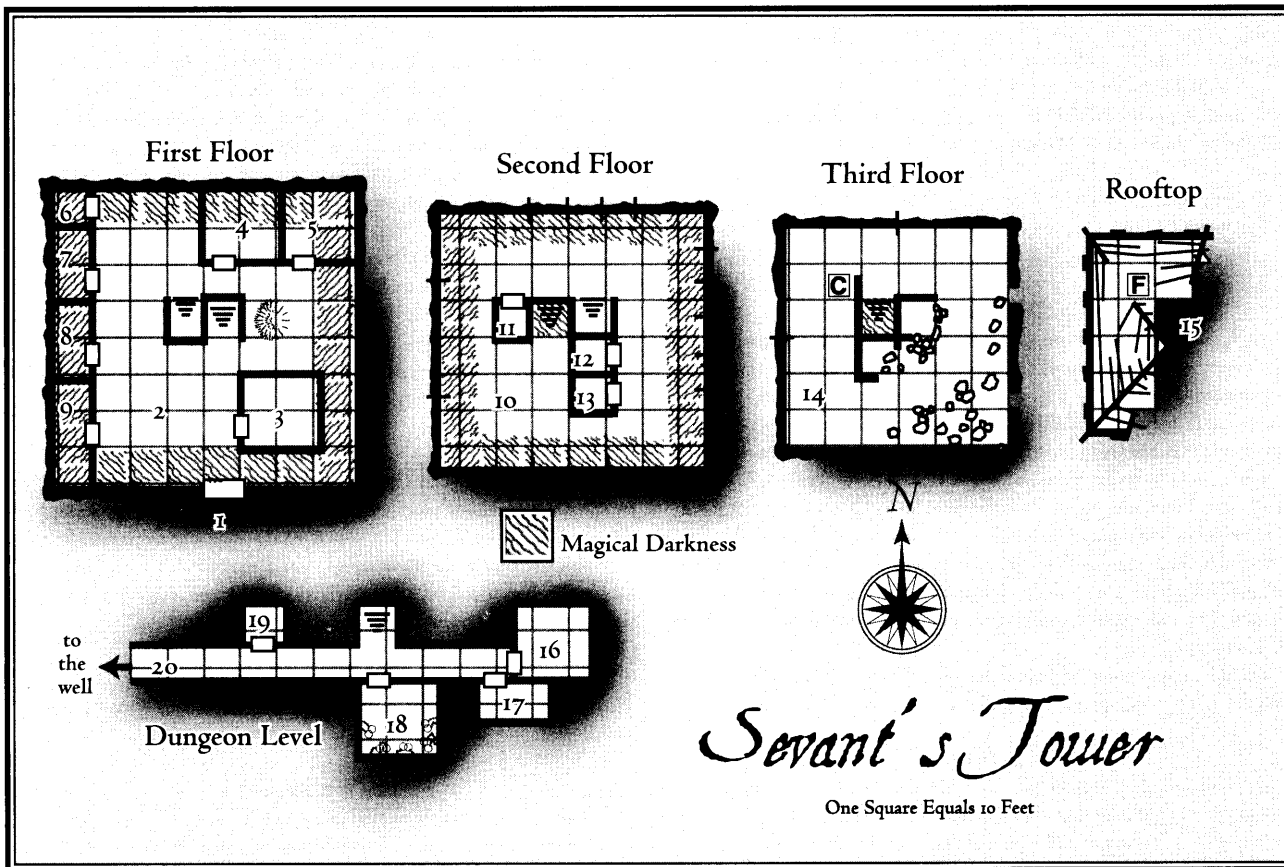 First Floor
Second Floor
Third Floor
Rooftop
6
4
5
7
8
9
2
3
1
11
12
13
10
C
14
F
15
N
Magical Darkness
to
the
well
19
20
16
17
18
Dungeon Level
Sevant's Tower
One Square Equals 10 Feet